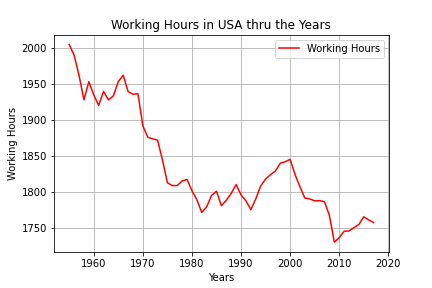 Working Hours in USA thru the Years
Working Hours
2000
1950
1900
1850
1800
1750
Working Hours
1960 1970 1980 1990 2000 2010 2020
Years